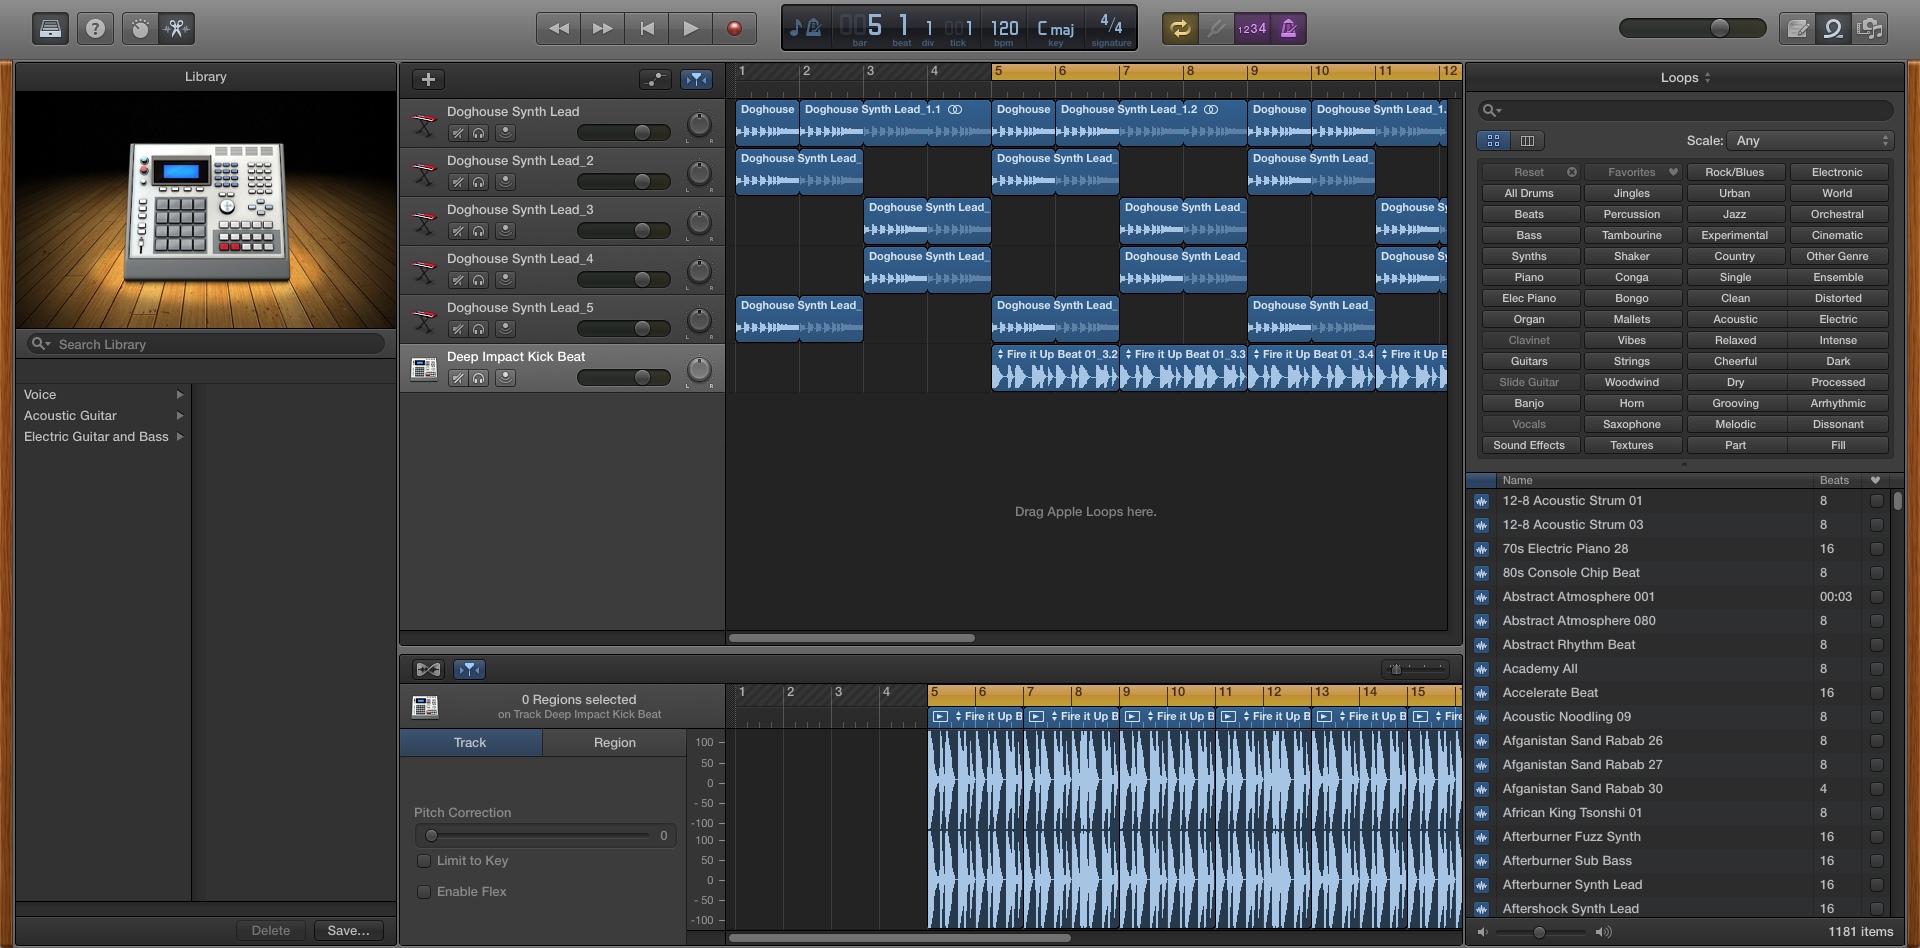 005 1 1 001 120 C maj 4/4
bar beat div tick bpm key signature
1234
Library
Search Library
Voice
Acoustic Guitar
Electric Guitar and Bass
Delete
Save...
1 2 3 4 5 6 7 8 9 10 11 12
Doghouse Synth Lead
L R
Doghouse
Doghouse Synth Lead_1.1
Doghouse
Doghouse Synth Lead_1.2
Doghouse
Doghouse Synth Lead_1.
Doghouse Synth Lead_2
L R
Doghouse Synth Lead_
Doghouse Synth Lead_
Doghouse Synth Lead_
Doghouse Synth Lead_3
L R
Doghouse Synth Lead_
Doghouse Synth Lead_
Doghouse Sy
Doghouse Synth Lead_4
L R
Doghouse Synth Lead_
Doghouse Synth Lead_
Doghouse Sy
Doghouse Synth Lead_5
L R
Doghouse Synth Lead_
Doghouse Synth Lead
Doghouse Synth Lead_
Deep Impact Kick Beat
L R
Fire it Up Beat 01_3.2
Fire it Up Beat 01_3.3
Fire it Up Beat 01_3.4
Fire it Up B
Drag Apple Loops here.
0 Regions selected
on Track Deep Impact Kick Beat
Track
Region
Pitch Correction
0
Limit to Key
Enable Flex
1 2 3 4 5 6 7 8 9 10 11 12 13 14 15
Fire it Up B
Fire it Up B
Fire it Up B
Fire it Up B
Fire it Up B
Fire
100
50
0
- 50
-100
100
50
0
- 50
-100
Loops
Scale: Any
Reset Favorites Rock/Blues Electronic
All Drums Jingles Urban World
Beats Percussion Jazz Orchestral
Bass Tambourine Experimental Cinematic
Synths Shaker Country Other Genre
Piano Conga Single Ensemble
Elec Piano Bongo Clean Distorted
Organ Mallets Acoustic Electric
Clavinet Vibes Relaxed Intense
Guitars Strings Cheerful Dark
Slide Guitar Woodwind Dry Processed
Banjo Horn Grooving Arrhythmic
Vocals Saxophone Melodic Dissonant
Sound Effects Textures Part Fill
Name Beats
12-8 Acoustic Strum 01 8
12-8 Acoustic Strum 03 8
70s Electric Piano 28 16
80s Console Chip Beat 8
Abstract Atmosphere 001 00:03
Abstract Atmosphere 080 8
Abstract Rhythm Beat 8
Academy All 8
Accelerate Beat 16
Acoustic Noodling 09 8
Afganistan Sand Rabab 26 8
Afganistan Sand Rabab 27 8
Afganistan Sand Rabab 30 4
African King Tsonshi 01 8
Afterburner Fuzz Synth 16
Afterburner Sub Bass 16
Afterburner Synth Lead 16
Aftershock Synth Lead 16
1181 items